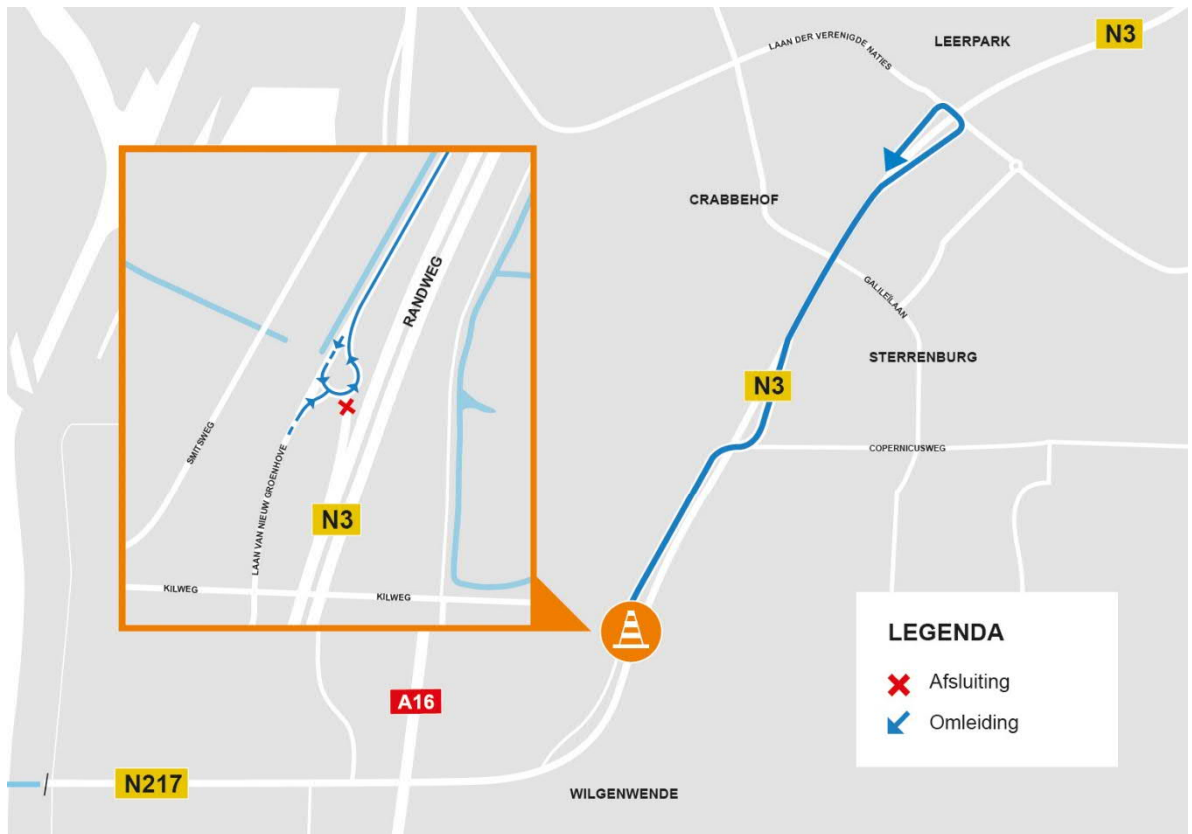 LAAN DER VERENIGDE NATIES
LEERPARK
N3
CRABBEHOF
GALILEÏLAAN
STERRENBURG
N3
COPERNICUSWEG
RANDWEG
SMITSWEG
LAAN VAN NIEUW GROENHOVE
N3
KILWEG
KILWEG
A16
N217
WILGENWENDE
LEGENDA
Afsluiting
Omleiding